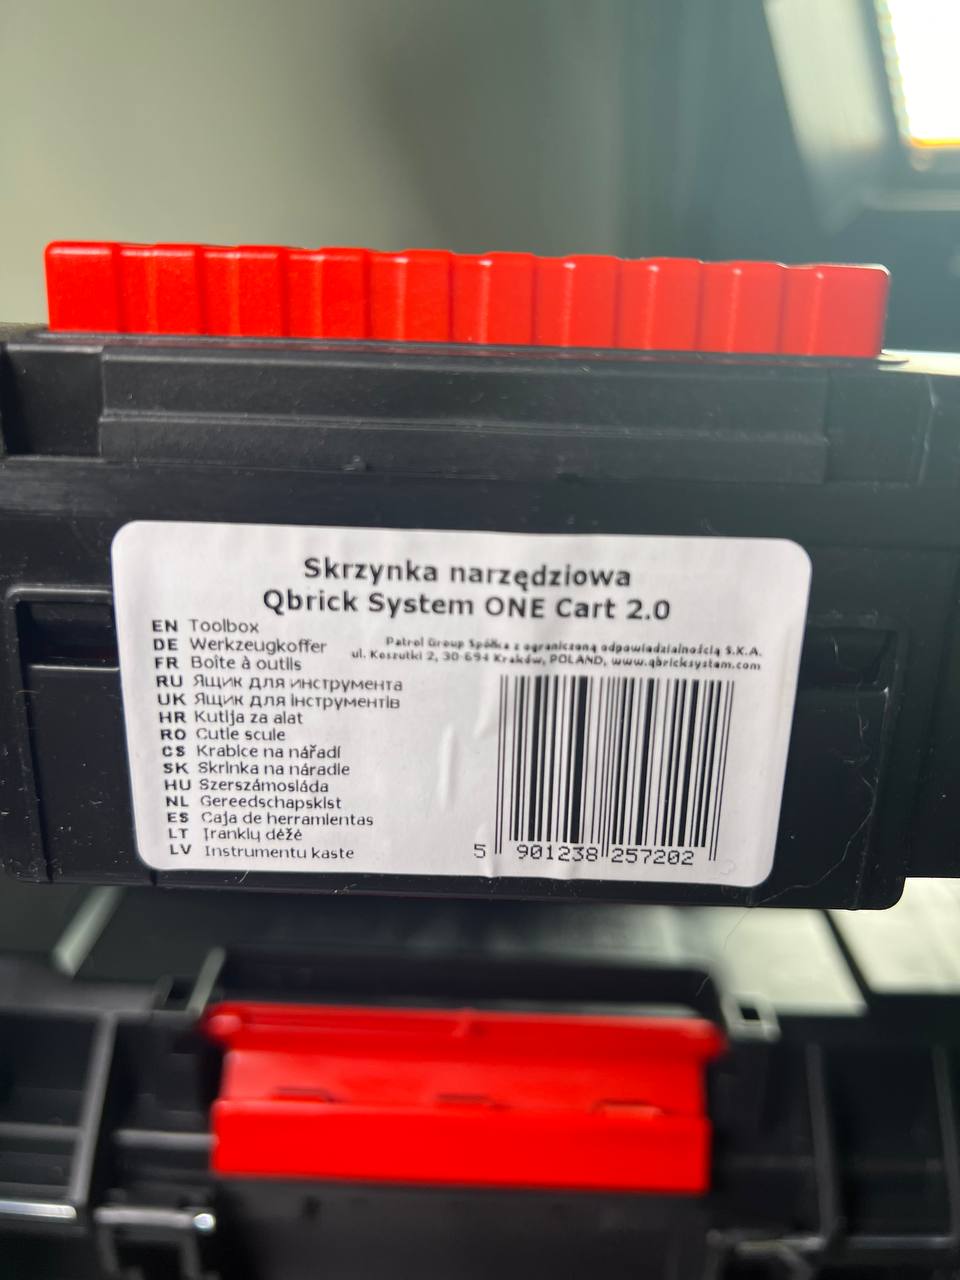 Skrzynka narzędziowa
Qbrick System ONE Cart 2.0
EN Toolbox
DE Werkzeugkoffer
FR Boîte à outils
RU Ящик для инструмента
UK Ящик для інструментів
HR Kutija za alat
RO Cutie scule
CS Krabice na nářadí
SK Skrinka na náradie
HU Szerszámosláda
NL Gereedschapskist
ES Caja de herramientas
LT Įrankių dėžė
LV Instrumentu kaste
Patrol Group Spółka z ograniczoną odpowiedzialnością S.K.A.
ul. Koszutki 2, 30-694 Kraków, POLAND, www.qbricksystem.com
5 901238 257202